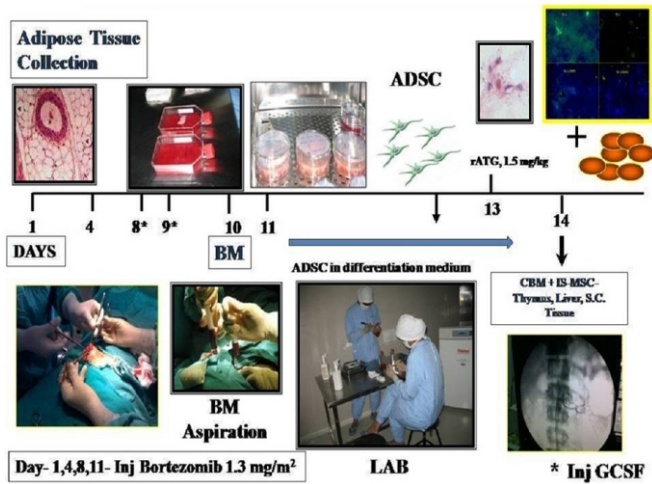 Adipose Tissue
Collection
ADSC
rATG, 1.5 mg/kg
+
1
4
8*
9*
10
11
13
14
DAYS
BM
ADSC in differentiation medium
CBM + IS-MSC-
Thymus, Liver, S.C.
Tissue
BM
Aspiration
LAB
Day- 1,4,8,11- Inj Bortezomib 1.3 mg/m²
* Inj GCSF